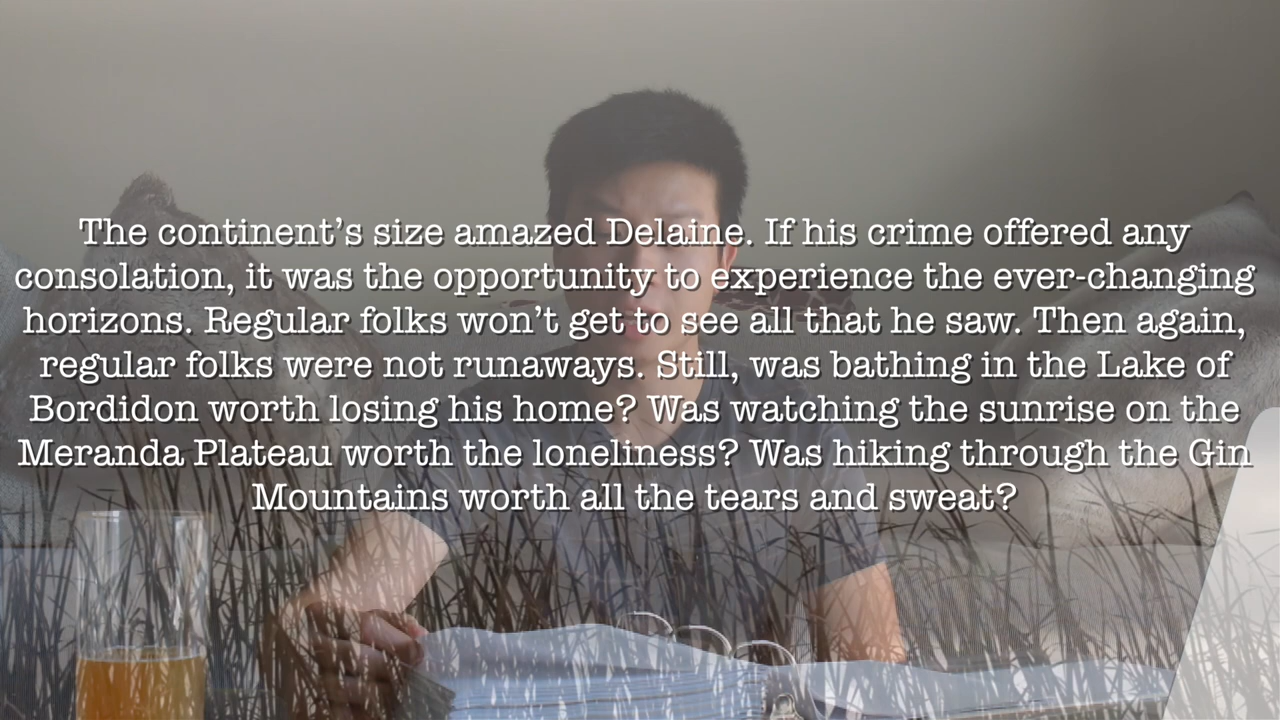 The continent’s size amazed Delaine. If his crime offered any
consolation, it was the opportunity to experience the ever-changing
horizons. Regular folks won’t get to see all that he saw. Then again,
regular folks were not runaways. Still, was bathing in the Lake of
Bordidon worth losing his home? Was watching the sunrise on the
Meranda Plateau worth the loneliness? Was hiking through the Gin
Mountains worth all the tears and sweat?